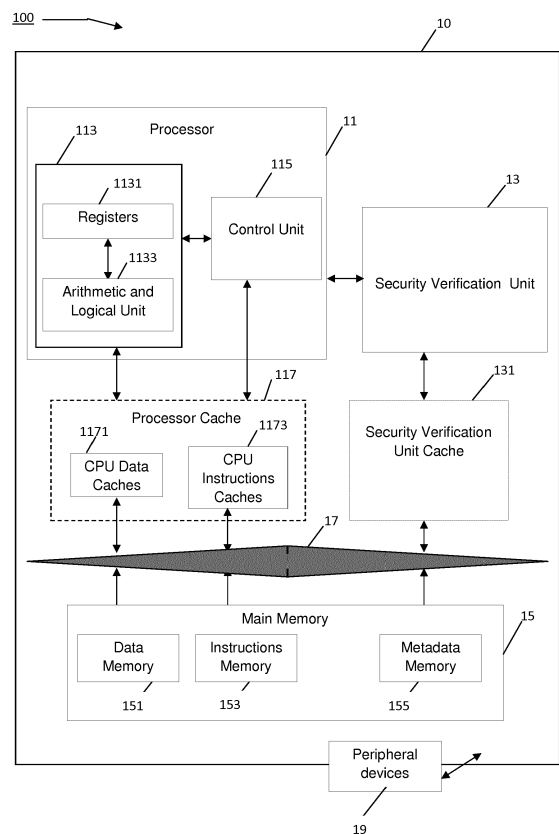 100
10
11
Processor
113
115
13
1131
Registers
Control Unit
1133
Arithmetic and
Logical Unit
Security Verification Unit
117
131
Processor Cache
1171
1173
Security Verification
Unit Cache
CPU Data
Caches
CPU
Instructions
Caches
17
Main Memory
15
Data
Memory
Instructions
Memory
Metadata
Memory
151
153
155
Peripheral
devices
19